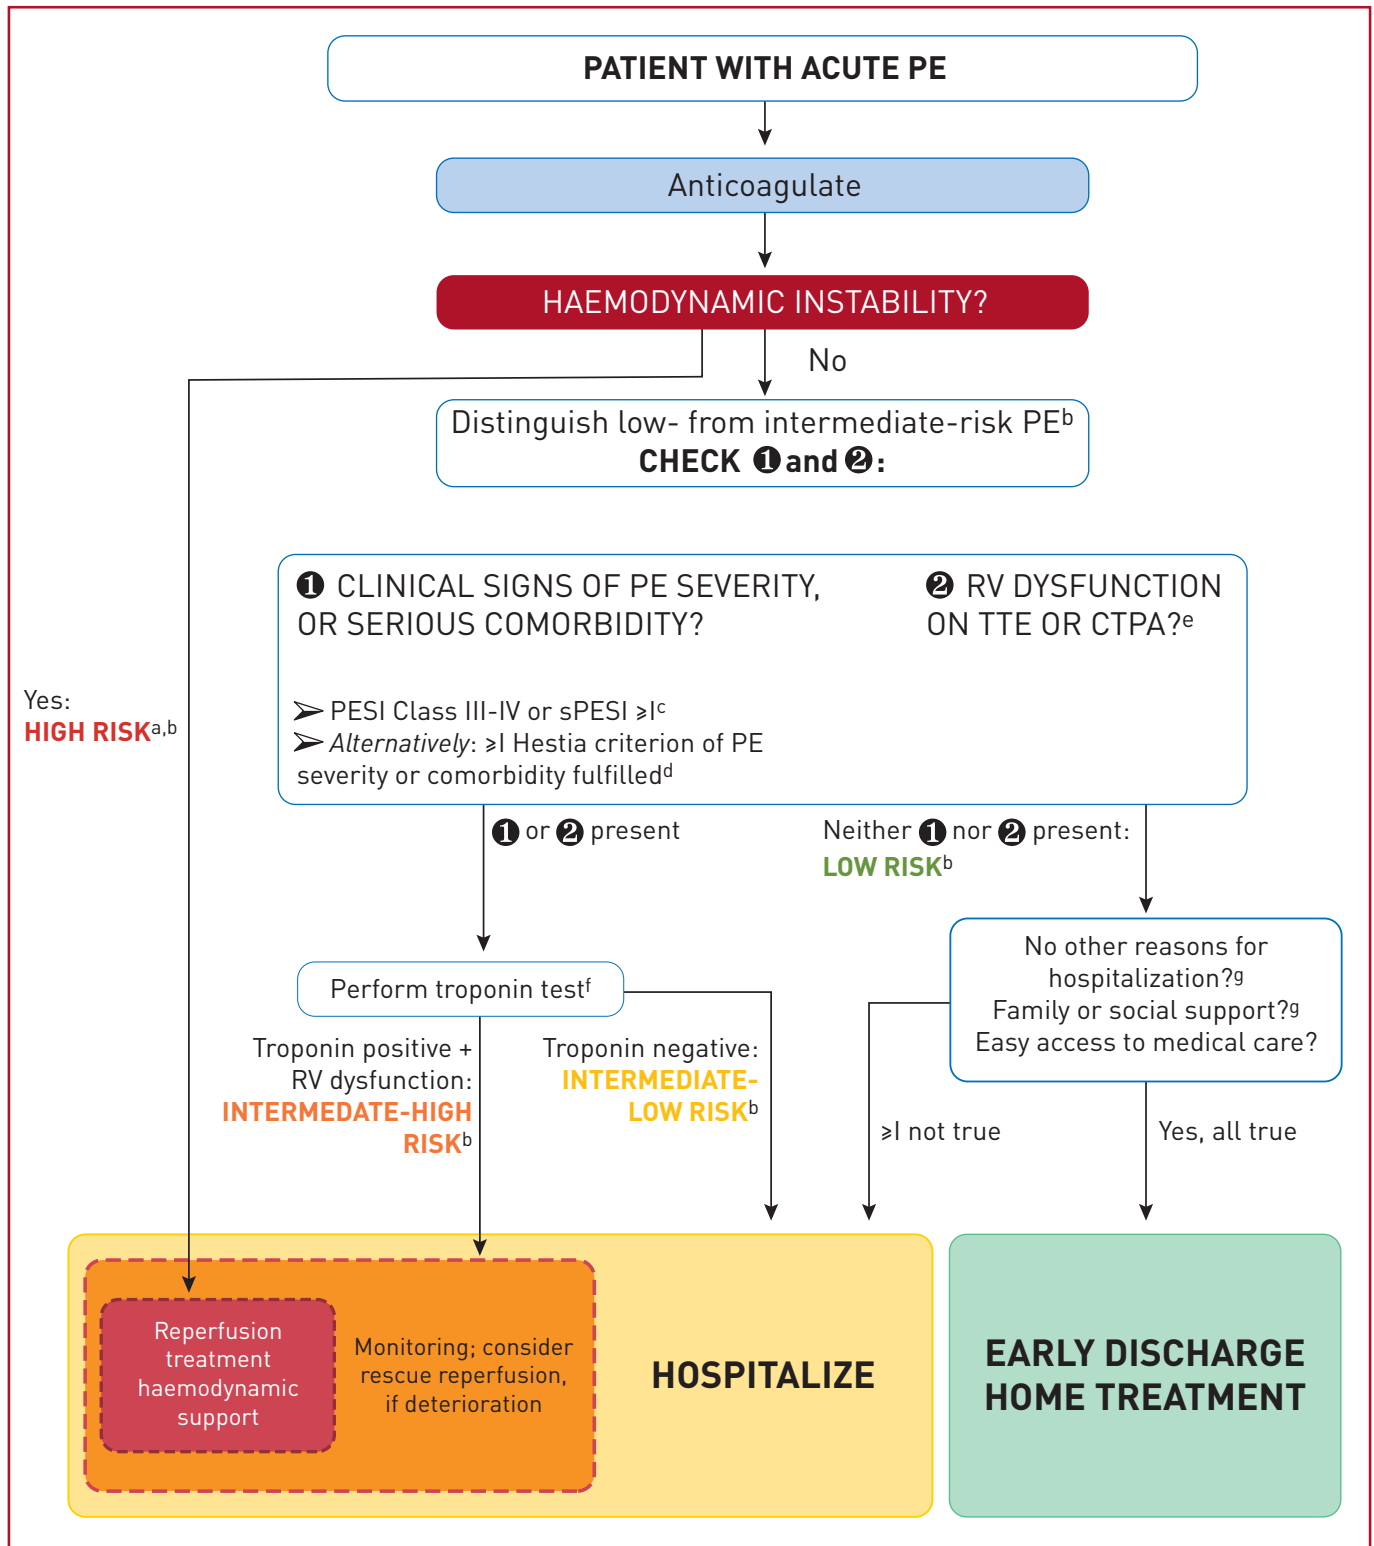 PATIENT WITH ACUTE PE
Anticoagulate
HAEMODYNAMIC INSTABILITY?
No
Distinguish low- from intermediate-risk PEᵇ
CHECK ❶ and ❷:
❶ CLINICAL SIGNS OF PE SEVERITY,
OR SERIOUS COMORBIDITY?
➢ PESI Class III-IV or sPESI ⩾Iᶜ
➢ Alternatively: ⩾I Hestia criterion of PE
severity or comorbidity fulfilledᵈ
❷ RV DYSFUNCTION
ON TTE OR CTPA?ᵉ
Yes:
HIGH RISKᵃ,ᵇ
❶ or ❷ present
Neither ❶ nor ❷ present:
LOW RISKᵇ
Perform troponin testᶠ
No other reasons for
hospitalization?ᵍ
Family or social support?ᵍ
Easy access to medical care?
Troponin positive +
RV dysfunction:
INTERMEDATE-HIGH
RISKᵇ
Troponin negative:
INTERMEDIATE-
LOW RISKᵇ
⩾I not true
Yes, all true
Reperfusion
treatment
haemodynamic
support
Monitoring; consider
rescue reperfusion,
if deterioration
HOSPITALIZE
EARLY DISCHARGE
HOME TREATMENT